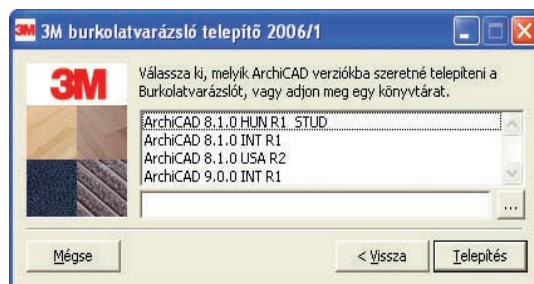 3M 3M burkolatvarázsló telepítő 2006/1
3M
Válassza ki, melyik ArchiCAD verziókba szeretné telepíteni a
Burkolatvarázslót, vagy adjon meg egy könyvtárat.
ArchiCAD 8.1.0 HUN R1 STUD
ArchiCAD 8.1.0 INT R1
ArchiCAD 8.1.0 USA R2
ArchiCAD 9.0.0 INT R1
...
Mégse
< Vissza
Telepítés